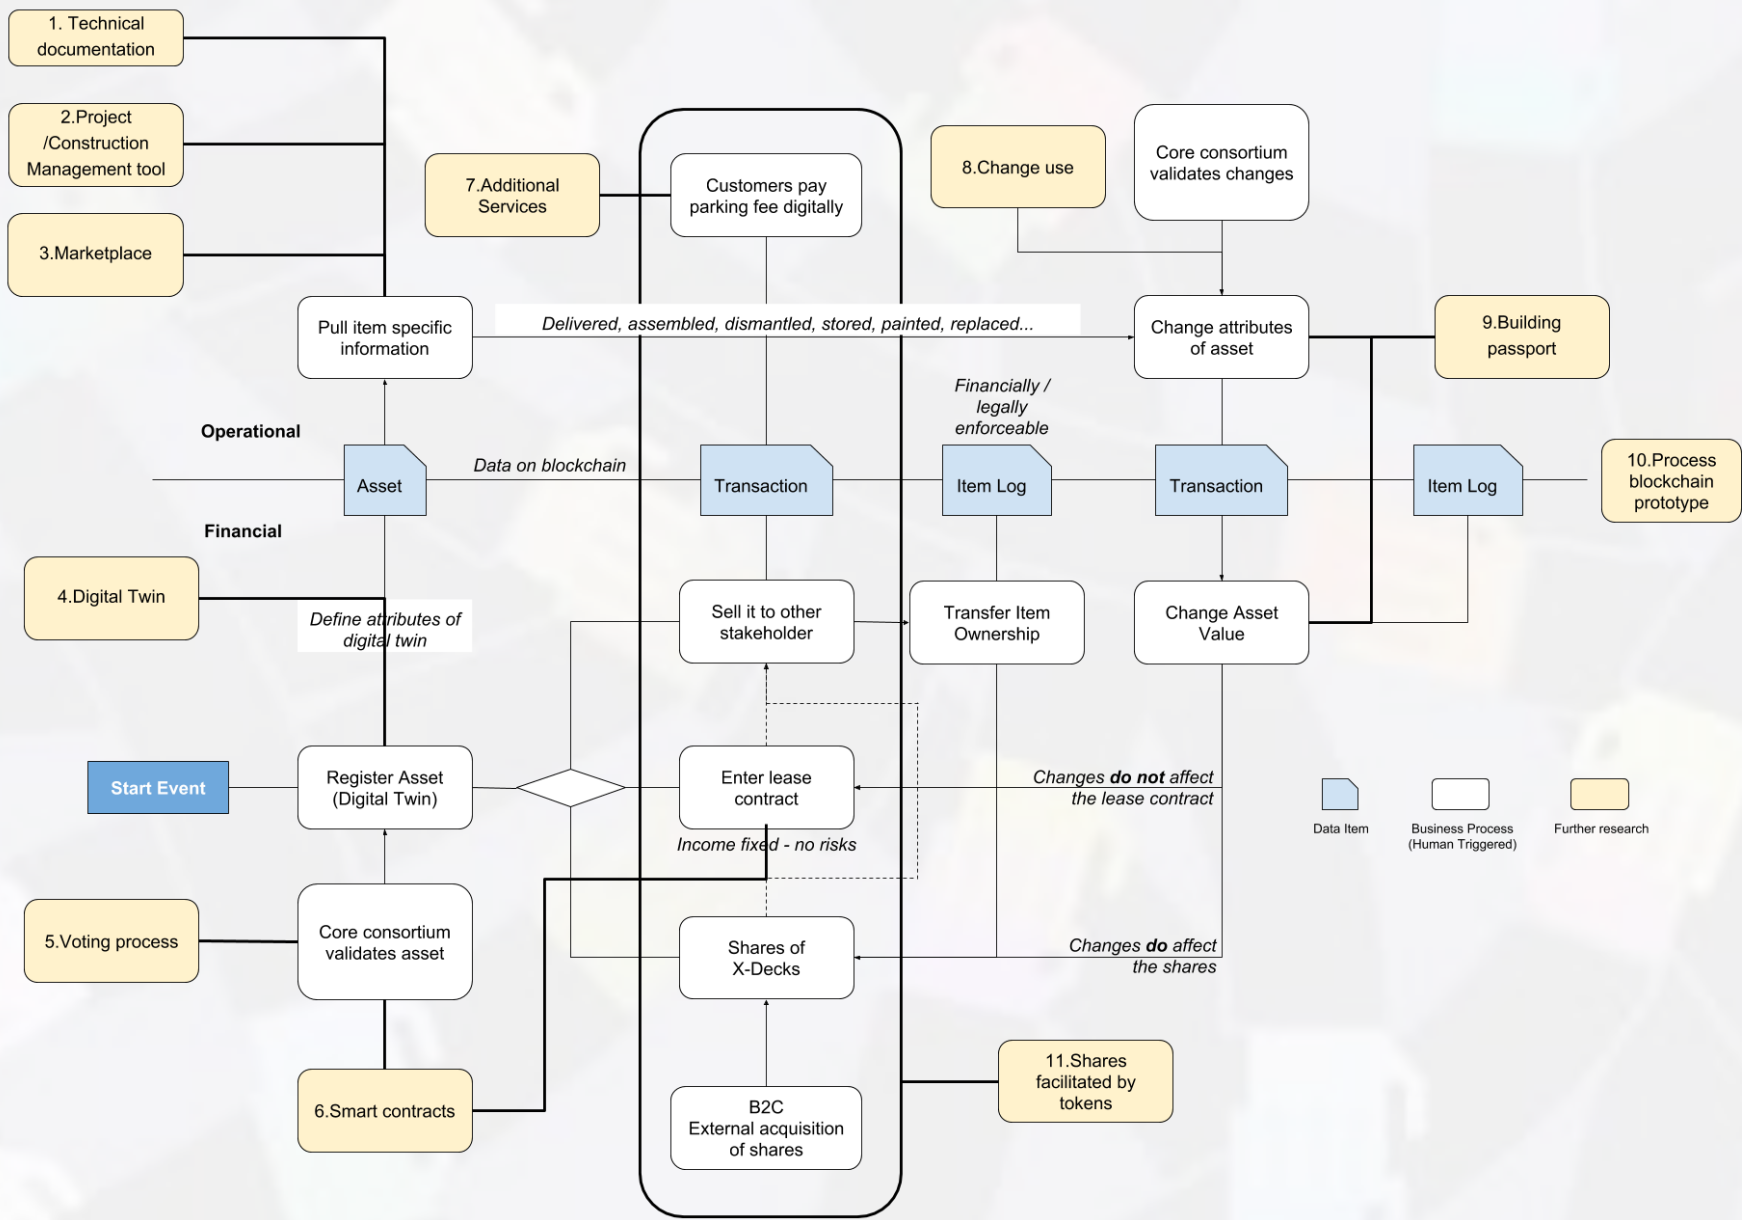 1. Technical
documentation
2.Project
/Construction
Management tool
3.Marketplace
7.Additional
Services
Customers pay
parking fee digitally
8.Change use
Core consortium
validates changes
Pull item specific
information
Delivered, assembled, dismantled, stored, painted, replaced...
Change attributes
of asset
9.Building
passport
Operational
Financially /
legally
enforceable
Asset
Data on blockchain
Transaction
Item Log
Transaction
Item Log
10.Process
blockchain
prototype
Financial
4.Digital Twin
Define attributes of
digital twin
Sell it to other
stakeholder
Transfer Item
Ownership
Change Asset
Value
Start Event
Register Asset
(Digital Twin)
Enter lease
contract
Changes do not affect
the lease contract
Income fixed - no risks
Data Item
Business Process
(Human Triggered)
Further research
5.Voting process
Core consortium
validates asset
Shares of
X-Decks
Changes do affect
the shares
6.Smart contracts
B2C
External acquisition
of shares
11.Shares
facilitated by
tokens